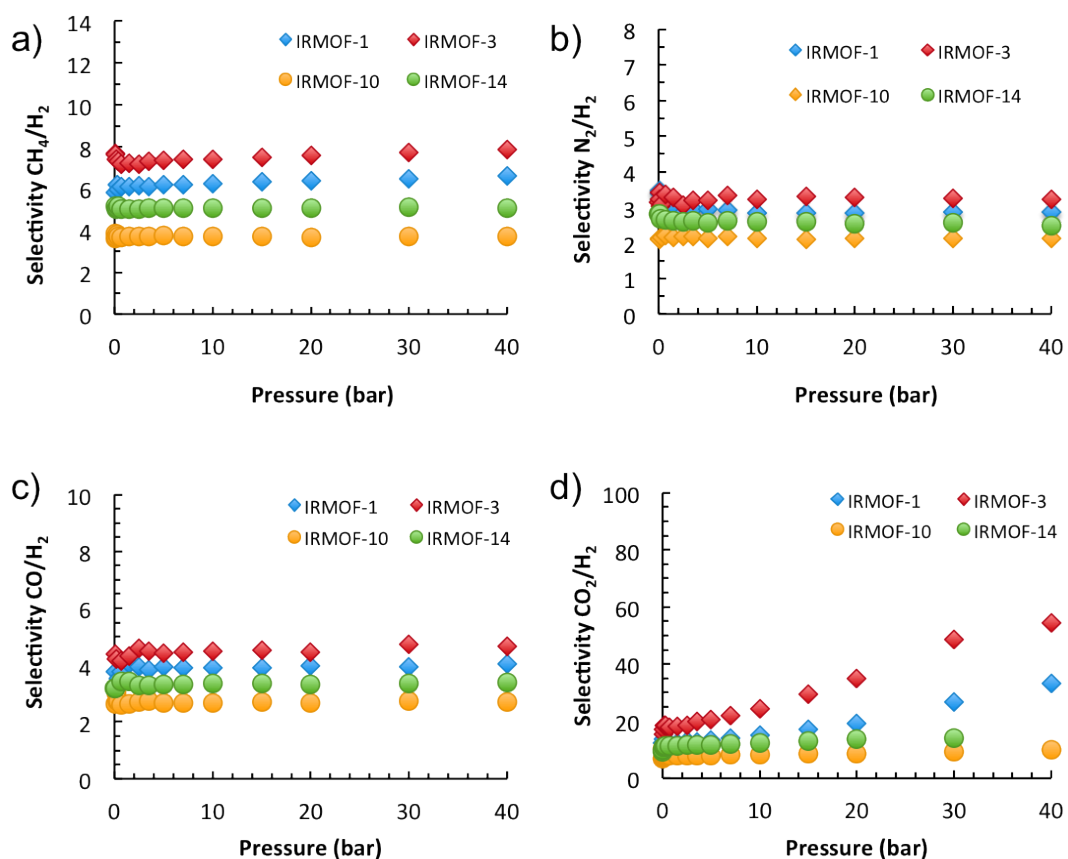 a)
Selectivity CH₄/H₂
14
12
10
8
6
4
2
0
IRMOF-1
IRMOF-3
IRMOF-10
IRMOF-14
0 10 20 30 40
Pressure (bar)
b)
Selectivity N₂/H₂
8
7
6
5
4
3
2
1
0
IRMOF-1
IRMOF-3
IRMOF-10
IRMOF-14
0 10 20 30 40
Pressure (bar)
c)
Selectivity CO/H₂
10
8
6
4
2
0
IRMOF-1
IRMOF-3
IRMOF-10
IRMOF-14
0 10 20 30 40
Pressure (bar)
d)
Selectivity CO₂/H₂
100
80
60
40
20
0
IRMOF-1
IRMOF-3
IRMOF-10
IRMOF-14
0 10 20 30 40
Pressure (bar)